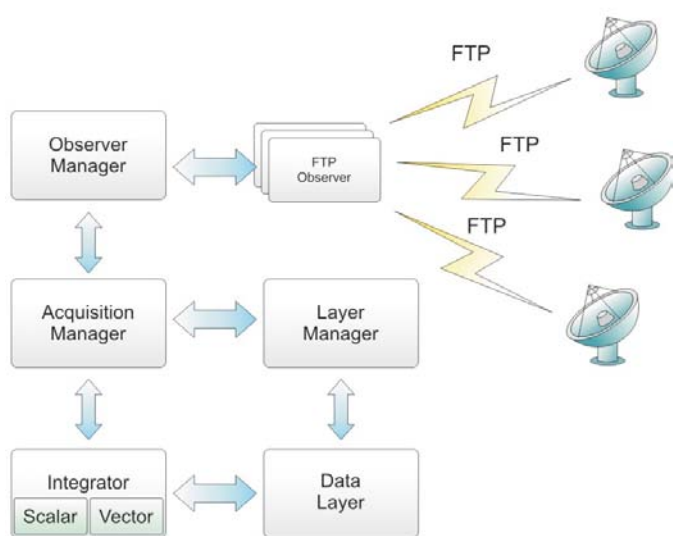 FTP
Observer
Manager
FTP
Observer
FTP
FTP
Acquisition
Manager
Layer
Manager
Integrator
Scalar
Vector
Data
Layer